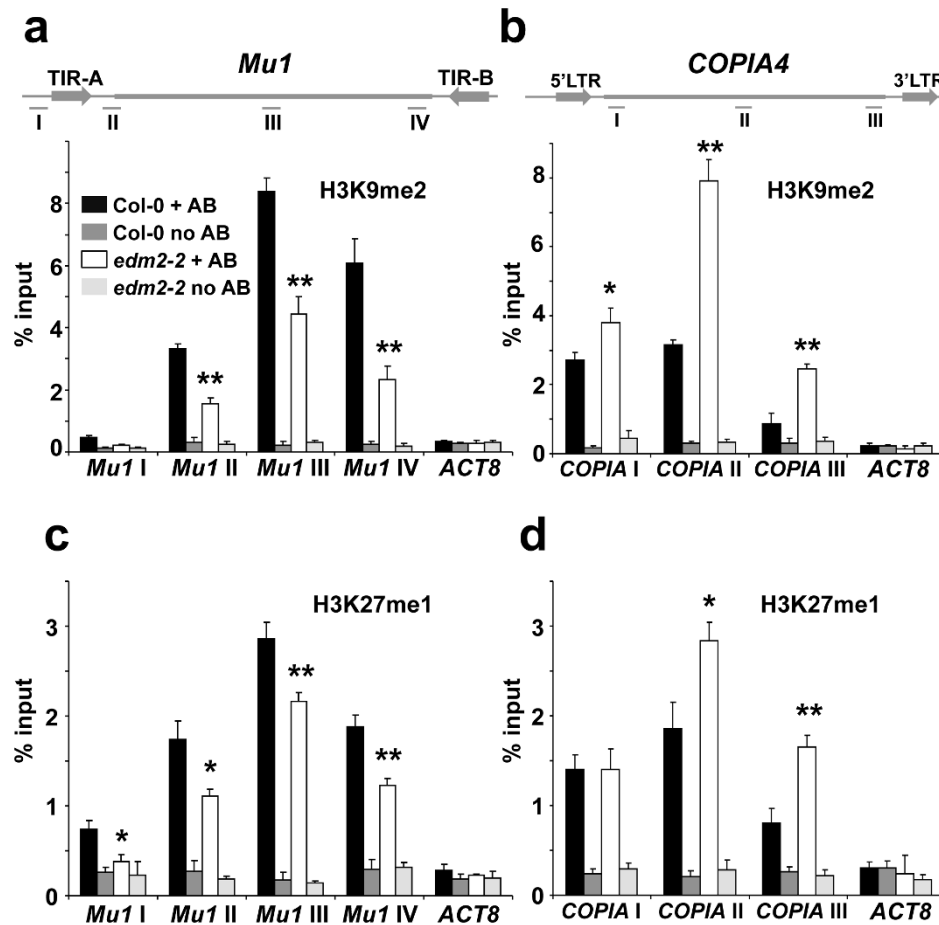 a
Mu1
TIR-A
TIR-B
I
II
III
IV
H3K9me2
Col-0 + AB
Col-0 no AB
edm2-2 + AB
edm2-2 no AB
% input
8
6
4
2
0
**
**
**
Mu1 I
Mu1 II
Mu1 III
Mu1 IV
ACT8
b
COPIA4
5'LTR
3'LTR
I
II
III
H3K9me2
% input
8
6
4
2
0
*
**
**
COPIA I
COPIA II
COPIA III
ACT8
c
H3K27me1
% input
3
2
1
0
*
*
**
**
Mu1 I
Mu1 II
Mu1 III
Mu1 IV
ACT8
d
H3K27me1
% input
3
2
1
0
*
**
COPIA I
COPIA II
COPIA III
ACT8